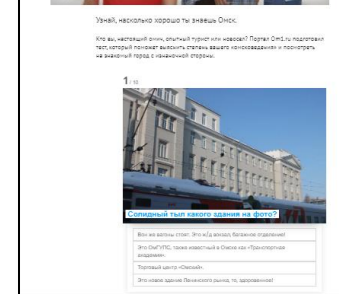 Узнай, насколько хорошо ты знаешь Омск.
Кто вы, настоящий омич, опытный турист или новосёл? Портал Om1.ru подготовил
тест, который поможет выяснить степень вашего комсковедения и посмотреть
на знакомый город с изнаночной стороны.
1/10
Солидный тыл какого здания на фото?
Вон же вагоны стоят. Это ж/д вокзал, багажное отделение!
Это ОмГУПС, также известный в Омске как «Транспортная
академия».
Торговый центр «Омский».
Это новое здание Ленинского рынка, то, здоровенное!